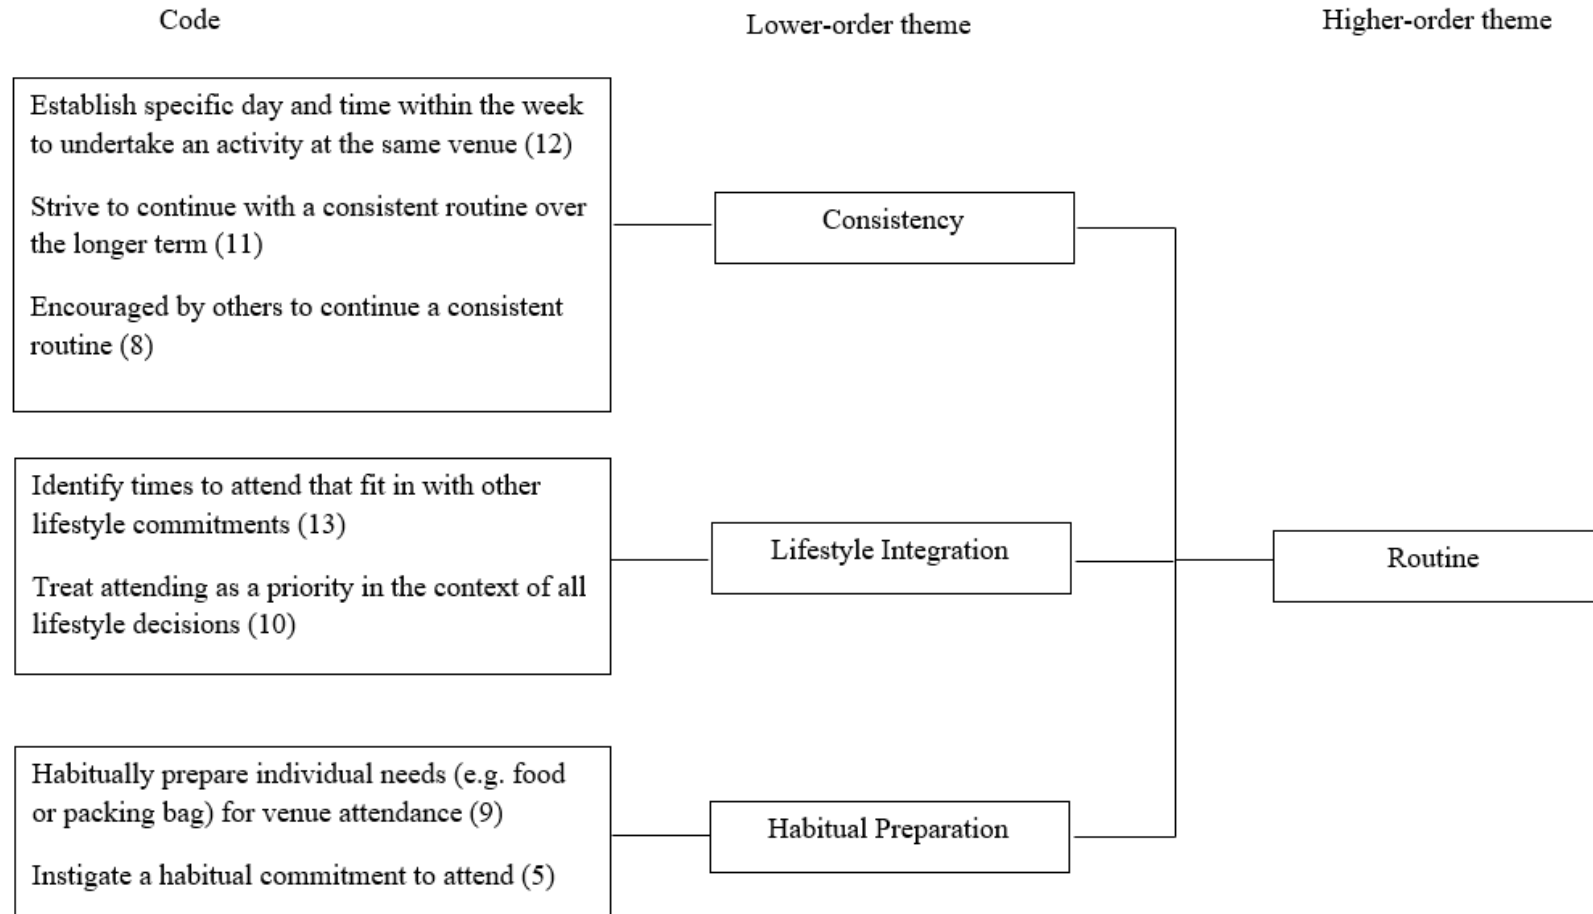 Code
Lower-order theme
Higher-order theme
Establish specific day and time within the week
to undertake an activity at the same venue (12)
Strive to continue with a consistent routine over
the longer term (11)
Encouraged by others to continue a consistent
routine (8)
Consistency
Identify times to attend that fit in with other
lifestyle commitments (13)
Treat attending as a priority in the context of all
lifestyle decisions (10)
Lifestyle Integration
Routine
Habitually prepare individual needs (e.g. food
or packing bag) for venue attendance (9)
Instigate a habitual commitment to attend (5)
Habitual Preparation